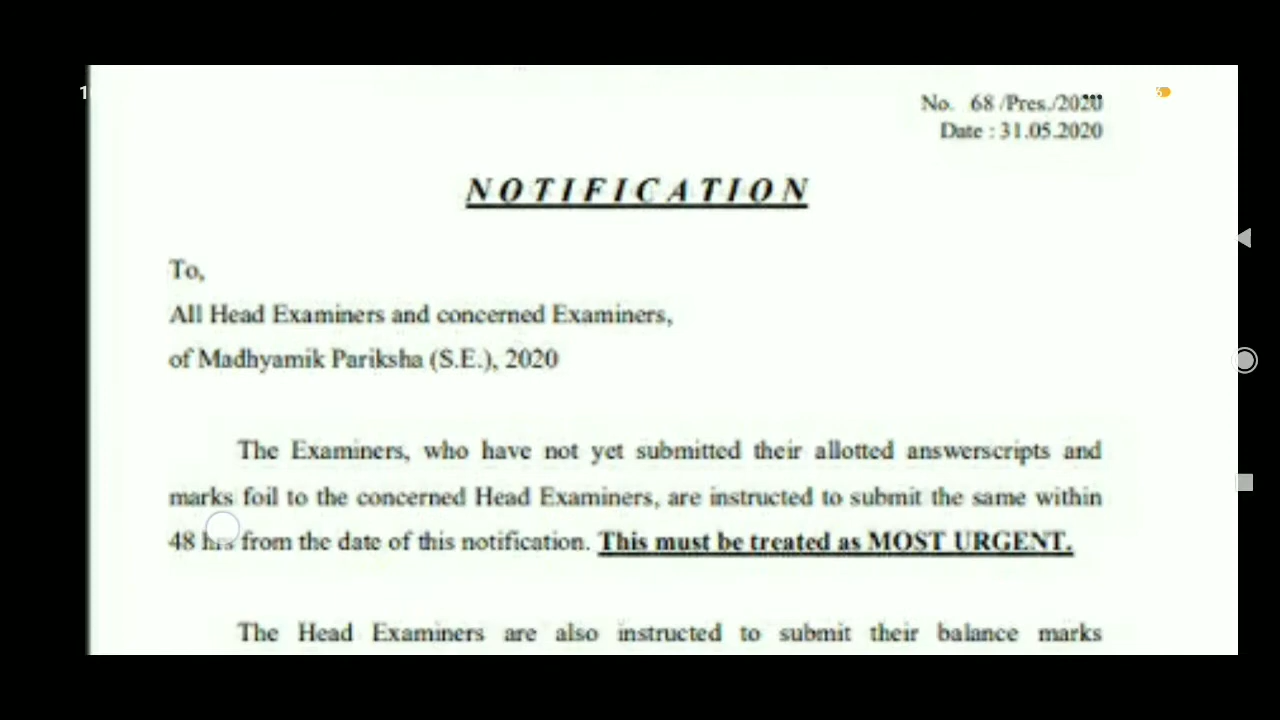 No. 68 /Pres./2020
Date : 31.05.2020
NOTIFICATION
To,
All Head Examiners and concerned Examiners,
of Madhyamik Pariksha (S.E.), 2020
The Examiners, who have not yet submitted their allotted answerscripts and
marks foil to the concerned Head Examiners, are instructed to submit the same within
48 hrs from the date of this notification. This must be treated as MOST URGENT.
The Head Examiners are also instructed to submit their balance marks